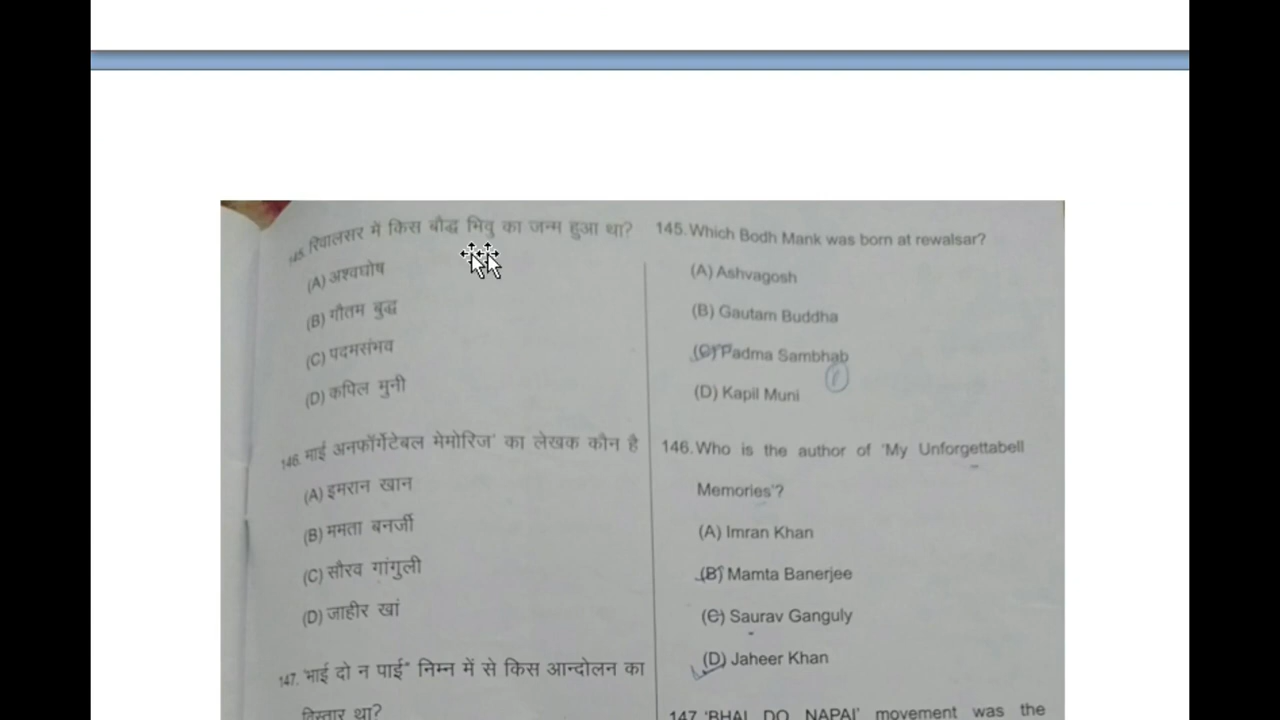 145. रिवालसर में किस बौद्ध भिवु का जन्म हुआ था?
(A) अश्वघोष
(B) गौतम बुद्ध
(C) पदमसंभव
(D) कपिल मुनी
146. माई अनफॉर्गेटेबल मेमोरिज' का लेखक कौन है
(A) इमरान खान
(B) ममता बनर्जी
(C) सौरव गांगुली
(D) जाहीर खां
147. 'भाई दो न पाई" निम्न में से किस आन्दोलन का
विस्तार था?
145. Which Bodh Mank was born at rewalsar?
(A) Ashvagosh
(B) Gautam Buddha
(C) Padma Sambhab
(D) Kapil Muni
146. Who is the author of 'My Unforgettabell
Memories'?
(A) Imran Khan
(B) Mamta Banerjee
(C) Saurav Ganguly
(D) Jaheer Khan
147 'BHAI DO NAPAI' movement was the